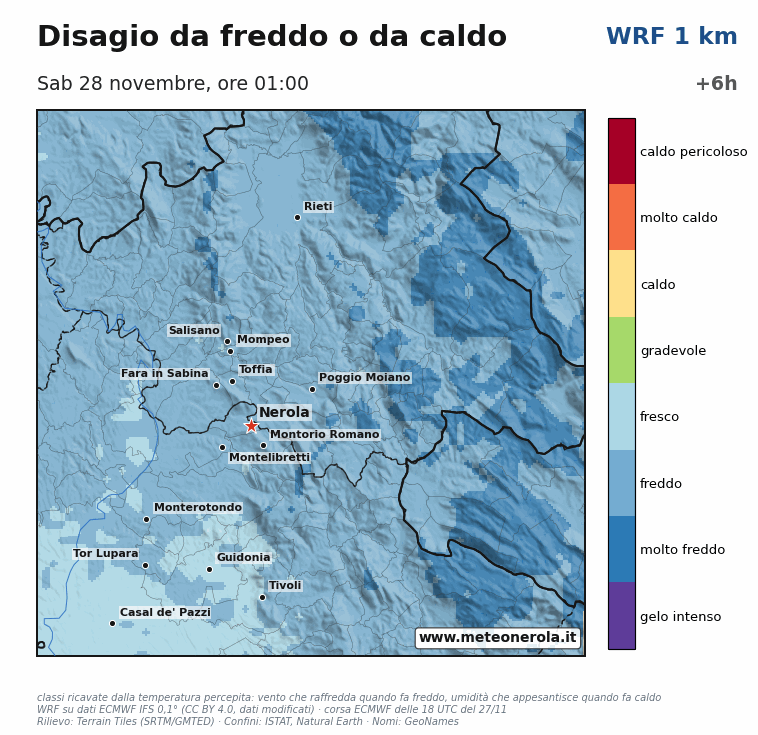 Disagio da freddo o da caldo
WRF 1 km
Sab 28 novembre, ore 01:00
+6h
caldo pericoloso
molto caldo
caldo
gradevole
fresco
freddo
molto freddo
gelo intenso
Rieti
Salisano
Mompeo
Toffia
Fara in Sabina
Poggio Moiano
Nerola
Montorio Romano
Montelibretti
Monterotondo
Tor Lupara
Guidonia
Tivoli
Casal de' Pazzi
www.meteonerola.it
classi ricavate dalla temperatura percepita: vento che raffredda quando fa freddo, umidità che appesantisce quando fa caldo
WRF su dati ECMWF IFS 0,1° (CC BY 4.0, dati modificati) · corsa ECMWF delle 18 UTC del 27/11
Rilievo: Terrain Tiles (SRTM/GMTED) · Confini: ISTAT, Natural Earth · Nomi: GeoNames